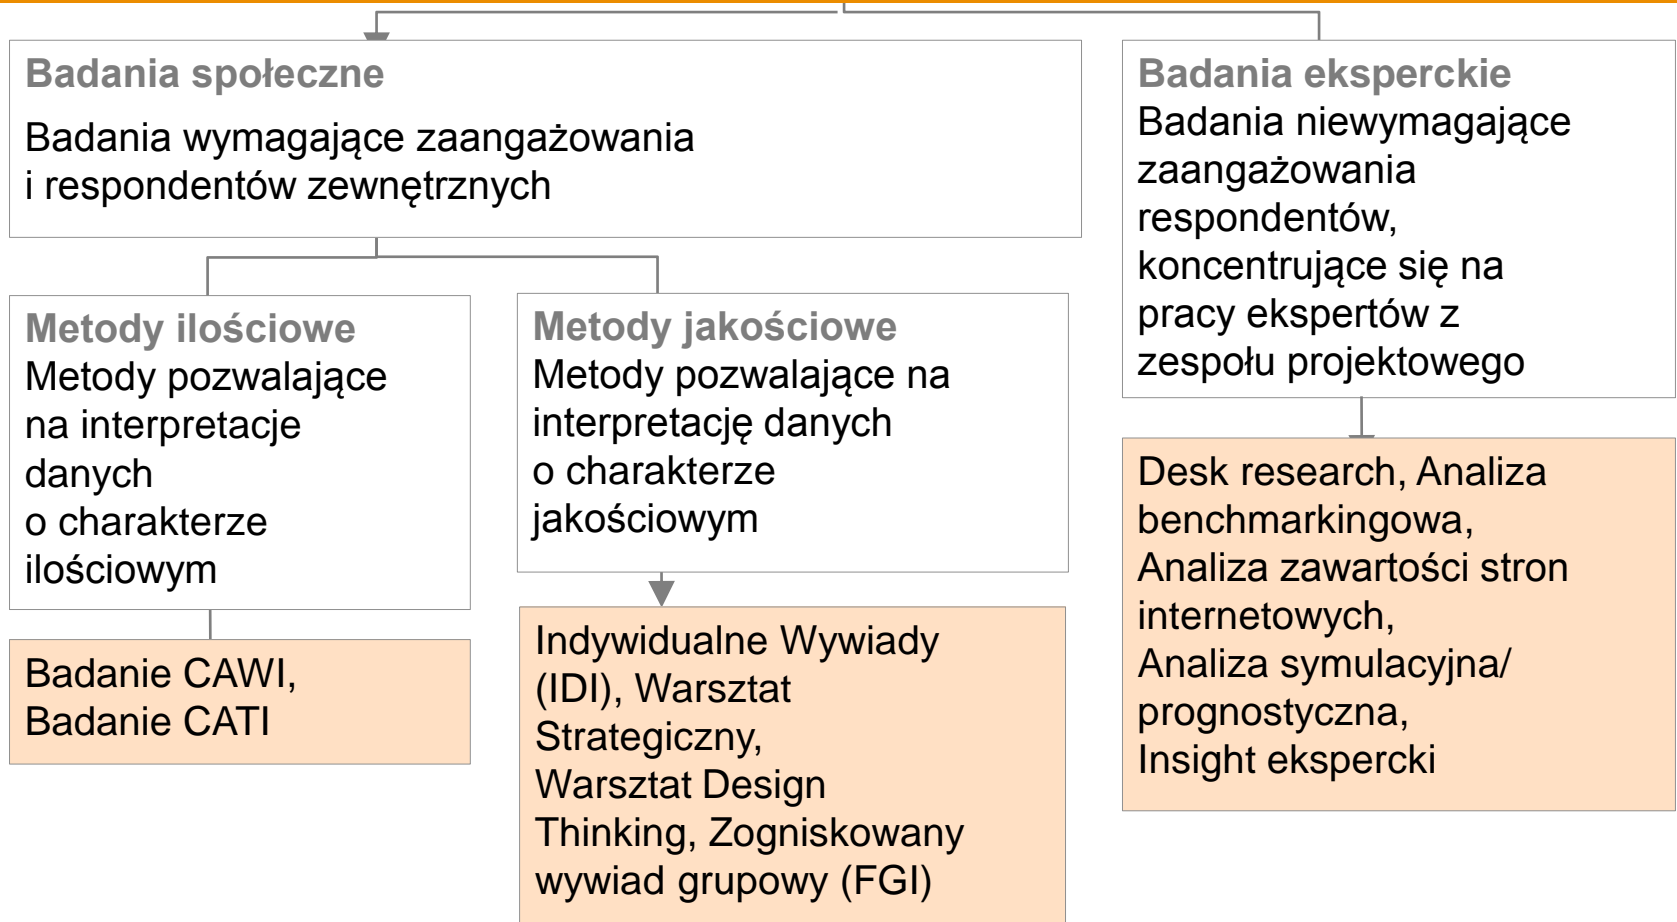 Badania społeczne
Badania wymagające zaangażowania
i respondentów zewnętrznych
Badania eksperckie
Badania niewymagające
zaangażowania
respondentów,
koncentrujące się na
pracy ekspertów z
zespołu projektowego
Metody ilościowe
Metody pozwalające
na interpretacje
danych
o charakterze
ilościowym
Metody jakościowe
Metody pozwalające na
interpretację danych
o charakterze
jakościowym
Badanie CAWI,
Badanie CATI
Indywidualne Wywiady
(IDI), Warsztat
Strategiczny,
Warsztat Design
Thinking, Zogniskowany
wywiad grupowy (FGI)
Desk research, Analiza
benchmarkingowa,
Analiza zawartości stron
internetowych,
Analiza symulacyjna/
prognostyczna,
Insight ekspercki